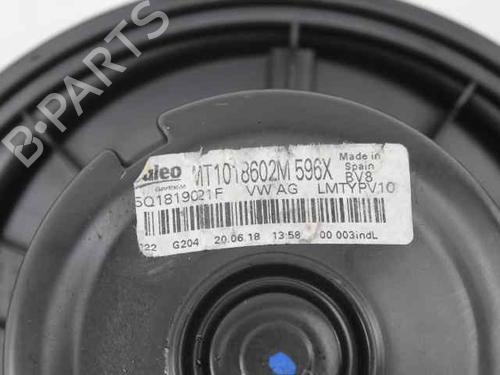 B-PARTS
Valeo MT1018602M 596X Made in Spain
5Q1819021F VW AG LMTYPV10 BV8
G204 20.06.18 13:58 00 003indL
B-PARTS